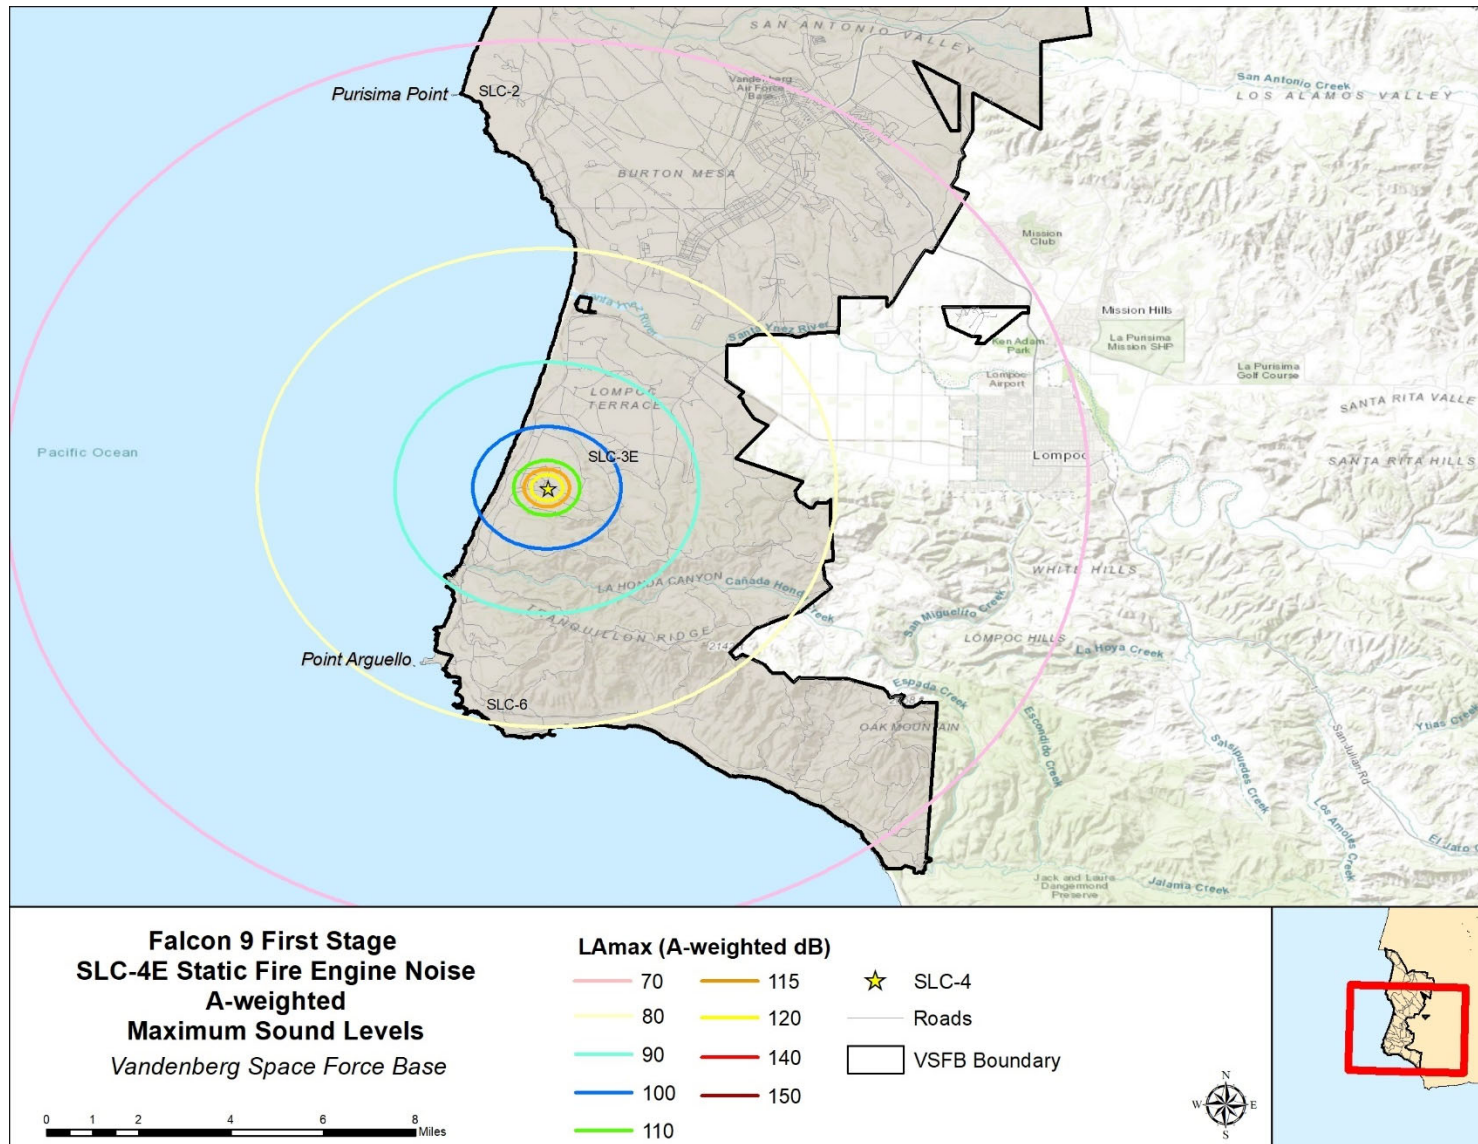 SAN ANTONIO VALLEY
San Antonio Creek
LOS ALAMOS VALLEY
Purisima Point
SLC-2
Vandenberg
Air Force
Base
BURTON MESA
Mission
Club
Santa Ynez River
Santa Ynez River
Mission Hills
Ken Adam
Park
La Purisima
Mission SHP
La Purisima
Golf Course
Lompoc
Airport
LOMPOC
TERRACE
SANTA RITA VALLE
Pacific Ocean
SLC-3E
Lompoc
SANTA RITA HILLS
LA HONDA CANYON
Cañada Hond
Creek
WHITE HILLS
San Miguelito Creek
ANQUILLON RIDGE
214
LOMPOC HILLS
La Hoya Creek
Point Arguello
Espada Creek
SLC-6
OAK MOUNTAIN
Escondido Creek
Salsipuedes Creek
San Julian Rd
Ytias Creek
Los Amoles Creek
El Jaro C
Jack and Laura
Dangermond
Preserve
Jalama Creek
Falcon 9 First Stage
SLC-4E Static Fire Engine Noise
A-weighted
Maximum Sound Levels
Vandenberg Space Force Base
0 1 2 4 6 8
Miles
LAmax (A-weighted dB)
70
80
90
100
110
115
120
140
150
SLC-4
Roads
VSFB Boundary
N
W E
S